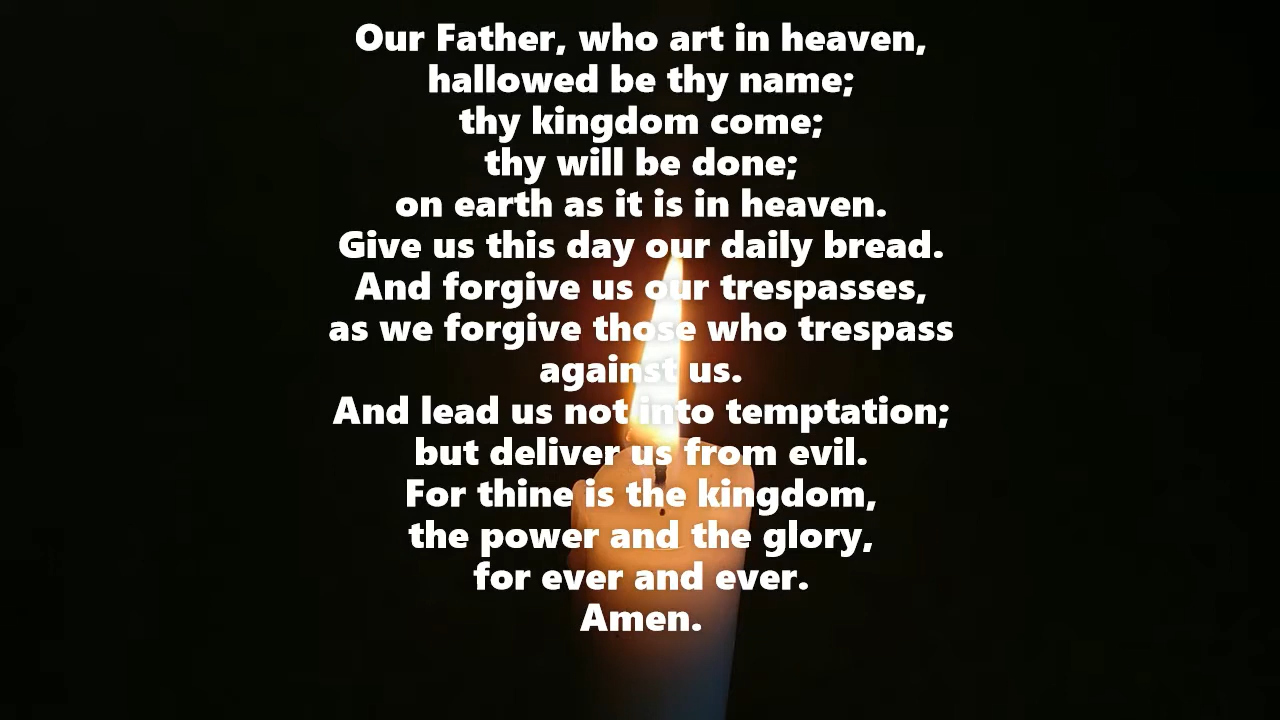 Our Father, who art in heaven,
hallowed be thy name;
thy kingdom come;
thy will be done;
on earth as it is in heaven.
Give us this day our daily bread.
And forgive us our trespasses,
as we forgive those who trespass
against us.
And lead us not into temptation;
but deliver us from evil.
For thine is the kingdom,
the power and the glory,
for ever and ever.
Amen.